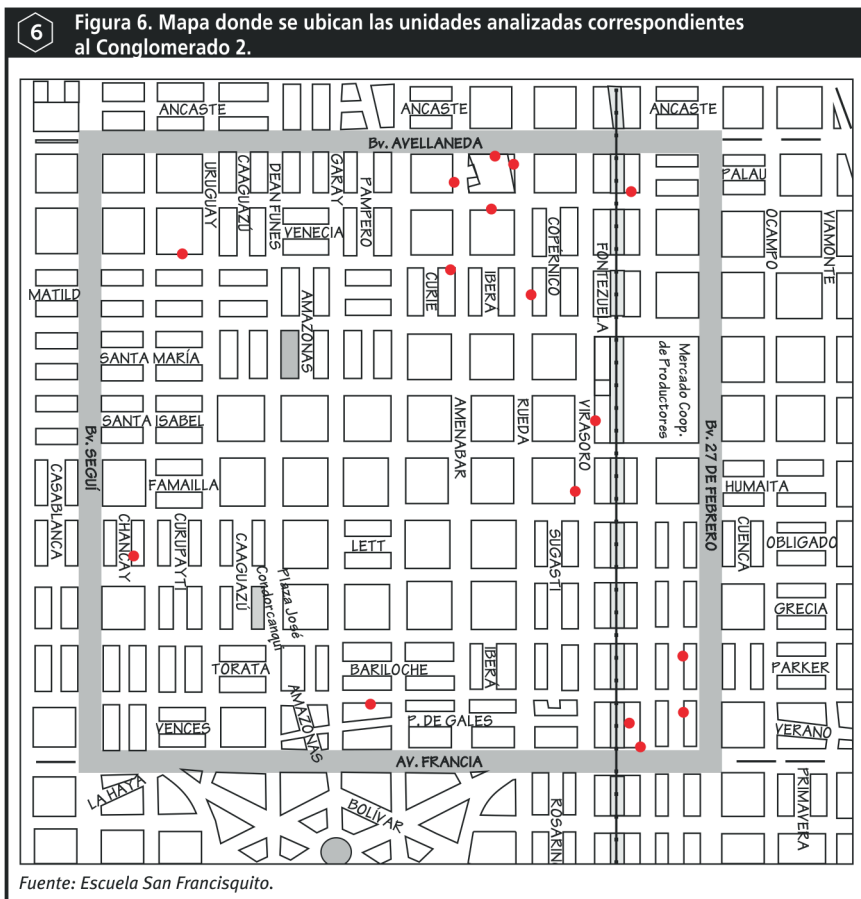 6
Figura 6. Mapa donde se ubican las unidades analizadas correspondientes
al Conglomerado 2.
ANCASTE
ANCASTE
ANCASTE
Bv. AVELLANEDA
URUGUAY
CAAGUAZÚ
DEAN FUNES
GARAY
PAMPERO
PALAU
VENECIA
COPÉRNICO
FONTEZUELA
OCAMPO
VIAMONTE
MATILD
AMAZONAS
CURIE
IBERA
SANTA MARÍA
Mercado Coop.
de Productores
SANTA ISABEL
AMENABAR
RUEDA
VIRASORO
Bv. SEGUÍ
Bv. 27 DE FEBRERO
CASABLANCA
FAMAILLA
HUMAITA
CHANCAY
CURUPAYTI
CAAGUAZÚ
LETT
SUGASTI
CUENCA
OBLIGADO
Plaza José
Condorcanqui
GRECIA
TORATA
BARILOCHE
IBERÁ
PARKER
AMAZONAS
VENCES
P. DE GALES
VERANO
AV. FRANCIA
LA HAYA
BOLÍVAR
ROSARIN
PRIMAVERA
Fuente: Escuela San Francisquito.